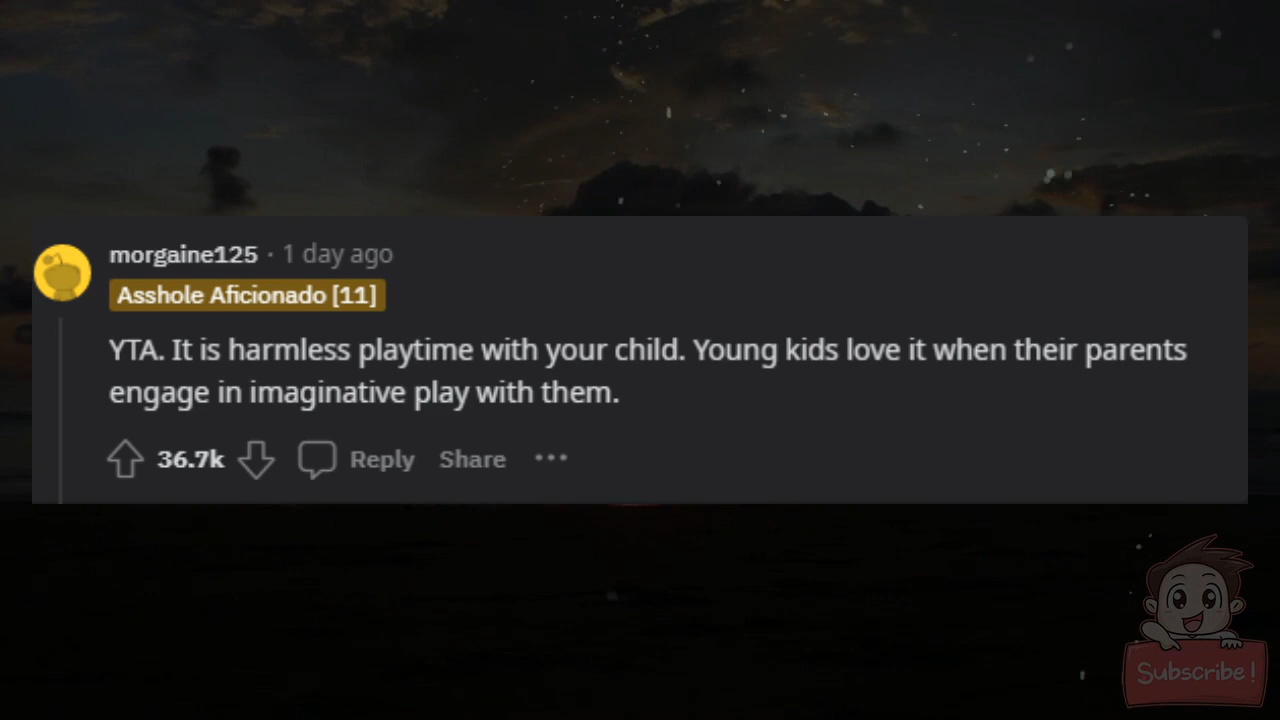 morgaine125 · 1 day ago
Asshole Aficionado [11]
YTA. It is harmless playtime with your child. Young kids love it when their parents
engage in imaginative play with them.
36.7k Reply Share ···
Subscribe!